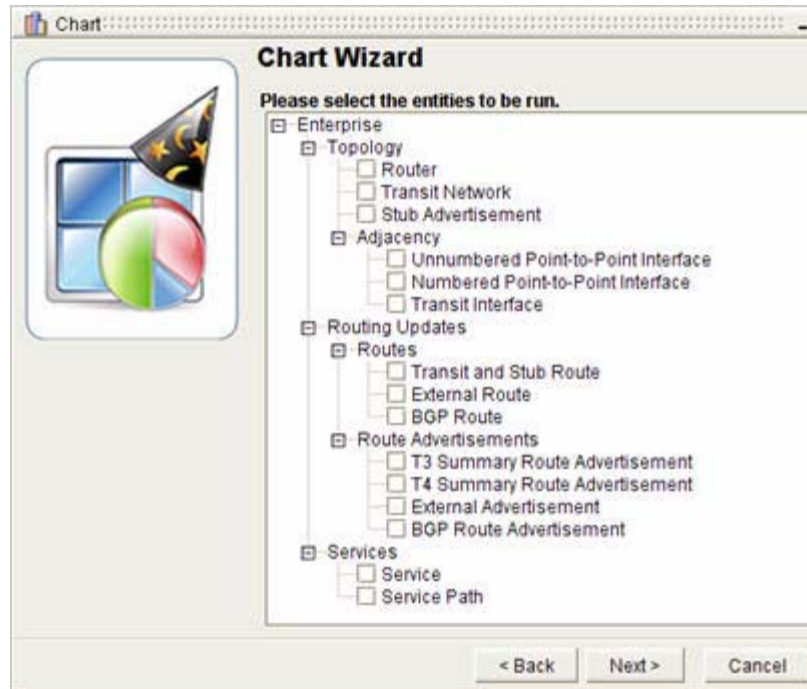 Chart
Chart Wizard
Please select the entities to be run.
Enterprise
Topology
Router
Transit Network
Stub Advertisement
Adjacency
Unnumbered Point-to-Point Interface
Numbered Point-to-Point Interface
Transit Interface
Routing Updates
Routes
Transit and Stub Route
External Route
BGP Route
Route Advertisements
T3 Summary Route Advertisement
T4 Summary Route Advertisement
External Advertisement
BGP Route Advertisement
Services
Service
Service Path
< Back Next > Cancel